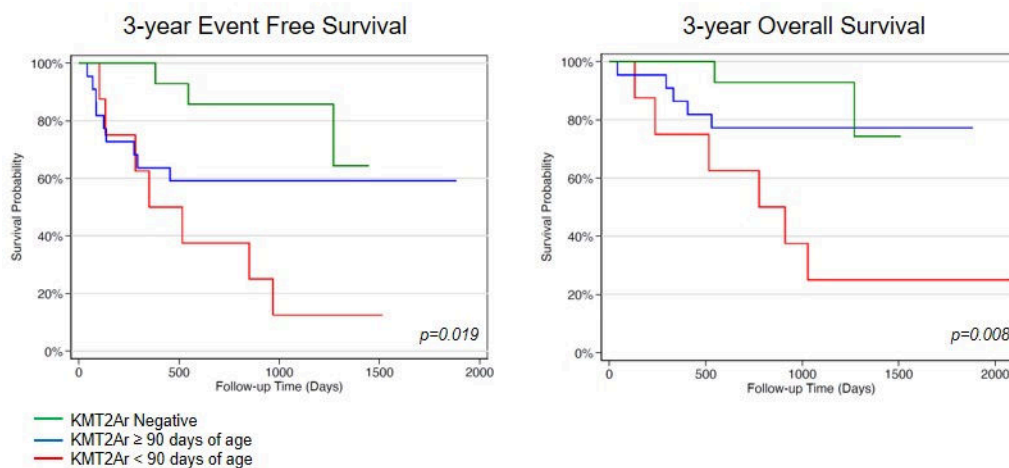 3-year Event Free Survival
100%
80%
60%
40%
20%
0%
Survival Probability
p=0.019
0 500 1000 1500 2000
Follow-up Time (Days)
3-year Overall Survival
100%
80%
60%
40%
20%
0%
Survival Probability
p=0.008
0 500 1000 1500 2000
Follow-up Time (Days)
KMT2Ar Negative
KMT2Ar ≥ 90 days of age
KMT2Ar < 90 days of age